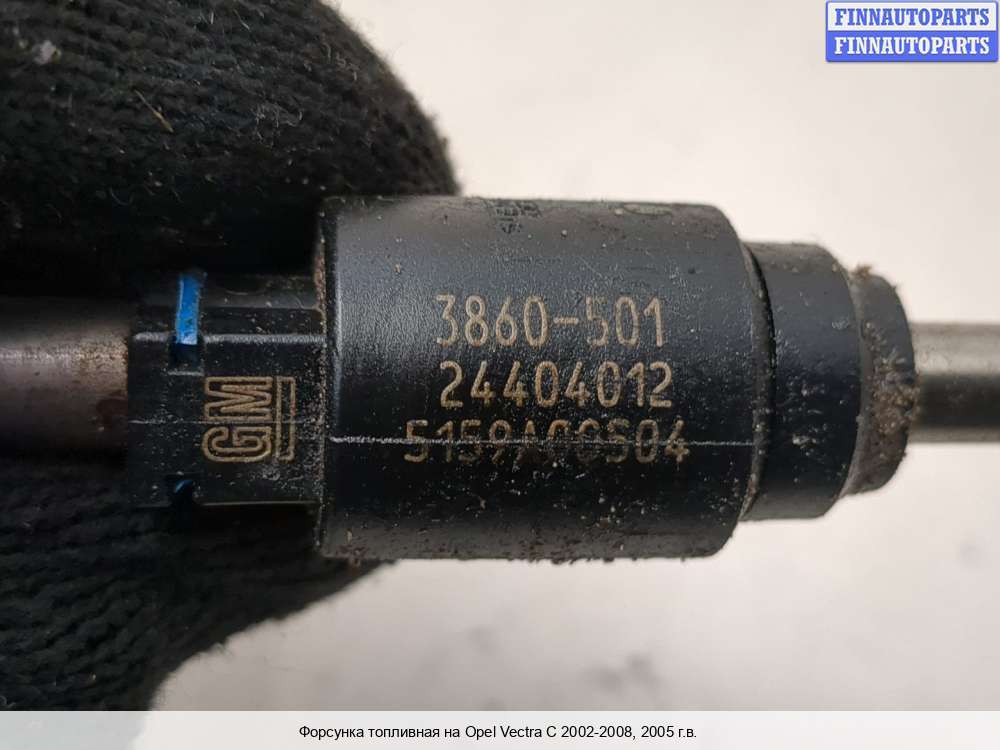 FINNAUTOPARTS
FINNAUTOPARTS
3860-501
24404012
GM
Форсунка топливная на Opel Vectra C 2002-2008, 2005 г.в.